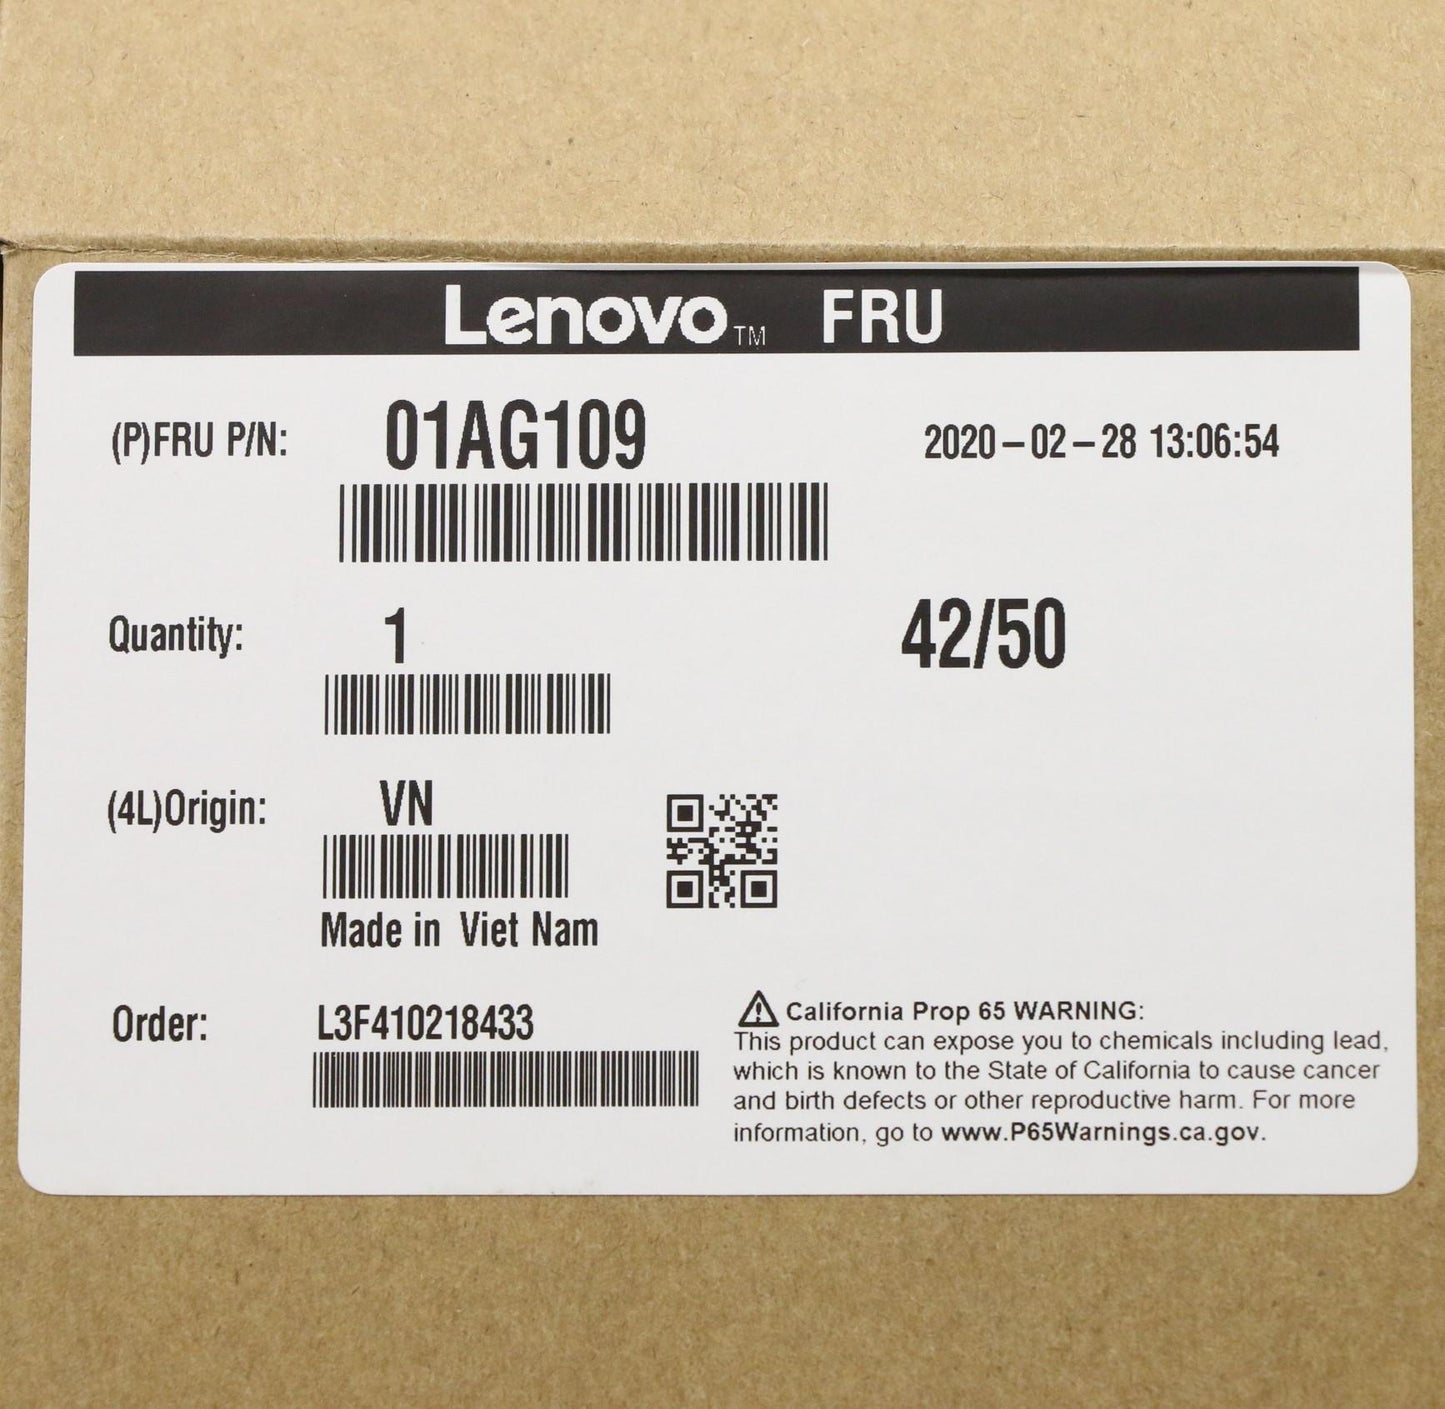 Lenovo™ FRU
(P)FRU P/N: 01AG109 2020-02-28 13:06:54
Quantity: 1 42/50
(4L)Origin: VN
Made in Viet Nam
Order: L3F410218433
⚠ California Prop 65 WARNING:
This product can expose you to chemicals including lead,
which is known to the State of California to cause cancer
and birth defects or other reproductive harm. For more
information, go to www.P65Warnings.ca.gov.